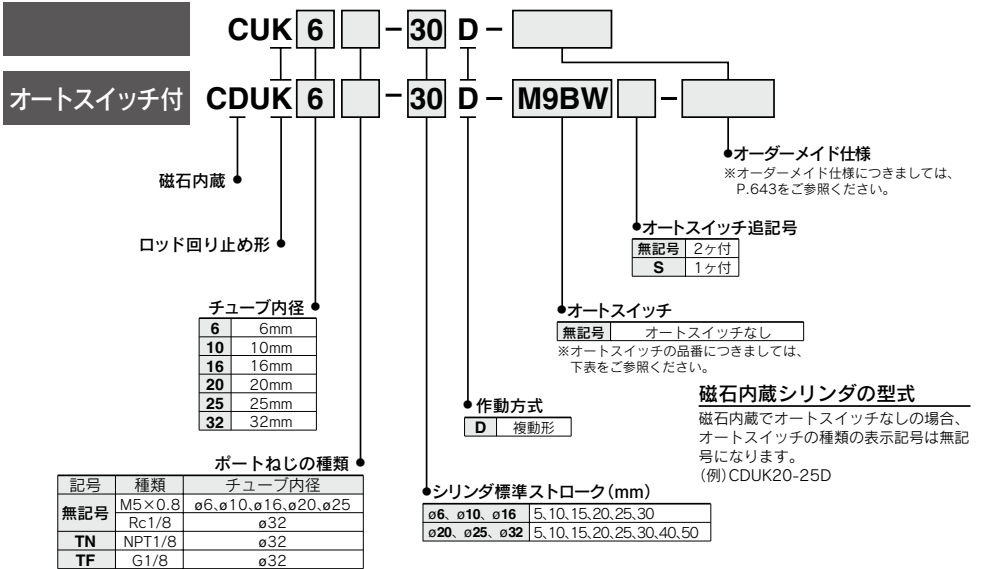 CUK 6 - 30 D -
オートスイッチ付 CDUK 6 - 30 D - M9BW -
磁石内蔵
ロッド回り止め形
チューブ内径
6 6mm
10 10mm
16 16mm
20 20mm
25 25mm
32 32mm
ポートねじの種類
記号 種類 チューブ内径
無記号 M5×0.8 ø6、ø10、ø16、ø20、ø25
Rc1/8 ø32
TN NPT1/8 ø32
TF G1/8 ø32
シリンダ標準ストローク(mm)
ø6、ø10、ø16 5、10、15、20、25、30
ø20、ø25、ø32 5、10、15、20、25、30、40、50
作動方式
D 複動形
オートスイッチ
無記号 オートスイッチなし
※オートスイッチの品番につきましては、
下表をご参照ください。
オートスイッチ追記号
無記号 2ヶ付
S 1ヶ付
オーダーメイド仕様
※オーダーメイド仕様につきましては、
P.643をご参照ください。
磁石内蔵シリンダの型式
磁石内蔵でオートスイッチなしの場合、
オートスイッチの種類の表示記号は無記
号になります。
(例)CDUK20-25D